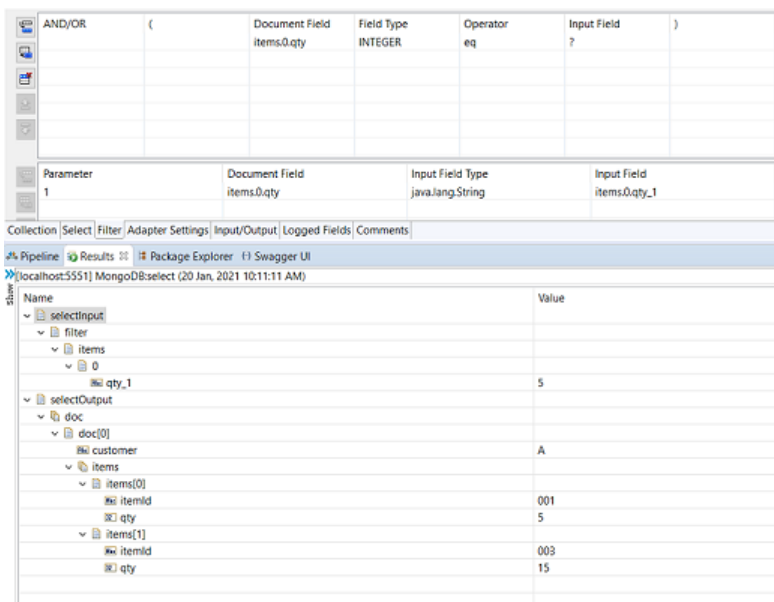 AND/OR ( Document Field Field Type Operator Input Field )
items.0.qty INTEGER eq ?
Parameter Document Field Input Field Type Input Field
1 items.0.qty java.lang.String items.0.qty_1
Collection Select Filter Adapter Settings Input/Output Logged Fields Comments
Pipeline Results Package Explorer Swagger UI
[localhost:5551] MongoDB:select (20 Jan, 2021 10:11:11 AM)
show
Name Value
selectInput
filter
items
0
qty_1 5
selectOutput
doc
doc[0]
customer A
items
items[0]
itemId 001
qty 5
items[1]
itemId 003
qty 15